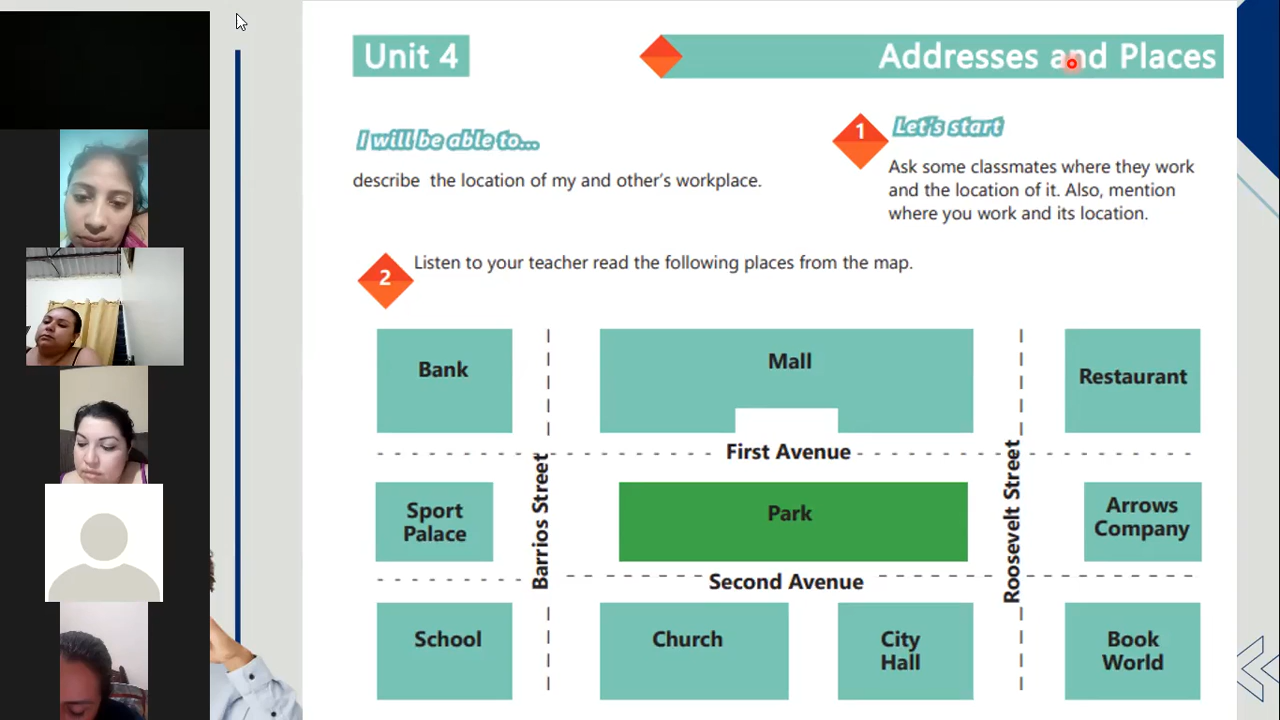 Unit 4
Addresses and Places
I will be able to...
describe the location of my and other's workplace.
1
Let's start
Ask some classmates where they work
and the location of it. Also, mention
where you work and its location.
2
Listen to your teacher read the following places from the map.
Bank
Mall
Restaurant
First Avenue
Barrios Street
Roosevelt Street
Sport
Palace
Park
Arrows
Company
Second Avenue
School
Church
City
Hall
Book
World